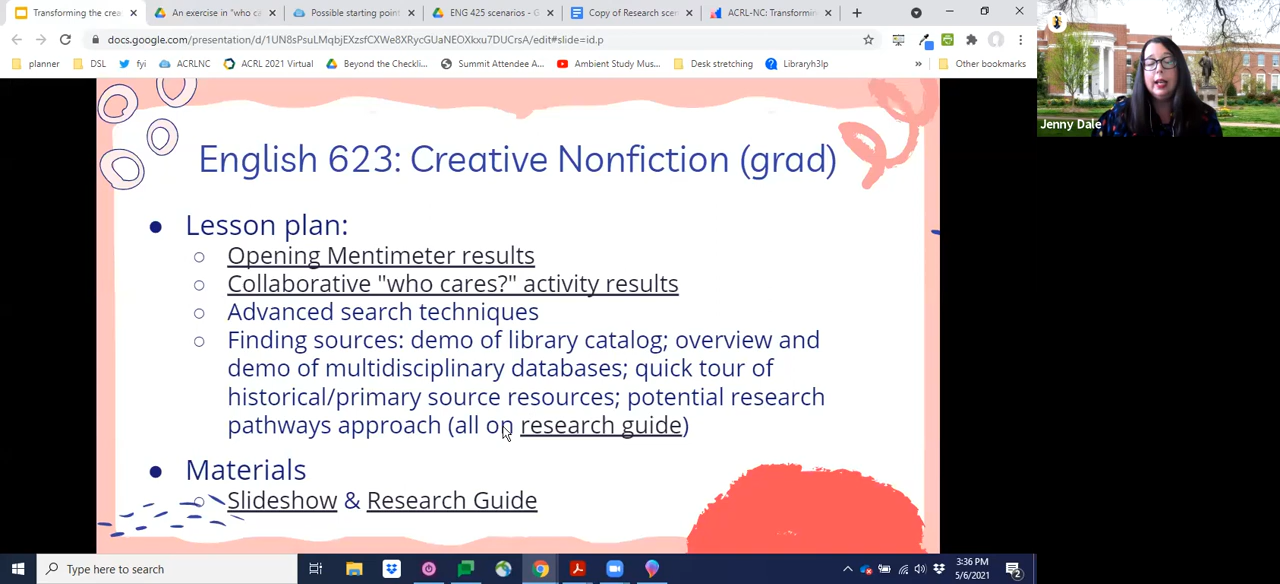 Transforming the crea
An exercise in "who ca
Possible starting point
ENG 425 scenarios - G
Copy of Research scen
ACRL-NC: Transformin
docs.google.com/presentation/d/1UN8sPsuLMqbjEXzsfCXWe8XRycGUaNEOXkxu7DUCrsA/edit#slide=id.p
planner DSL fyi ACRLNC ACRL 2021 Virtual Beyond the Checkli... Summit Attendee A... Ambient Study Mus... Desk stretching Libraryh3lp » Other bookmarks
Jenny Dale
English 623: Creative Nonfiction (grad)
● Lesson plan:
○ Opening Mentimeter results
○ Collaborative "who cares?" activity results
○ Advanced search techniques
○ Finding sources: demo of library catalog; overview and
demo of multidisciplinary databases; quick tour of
historical/primary source resources; potential research
pathways approach (all on research guide)
● Materials
○ Slideshow & Research Guide
Type here to search
3:36 PM
5/6/2021
2